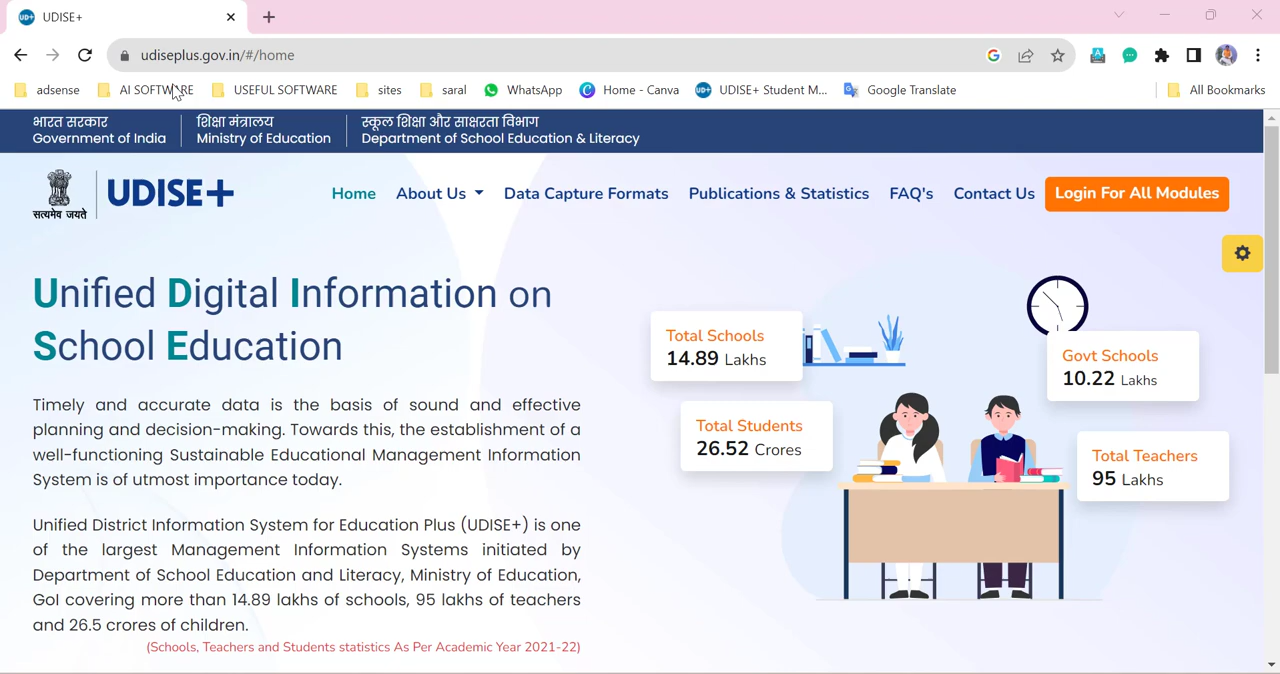 UDISE+
udiseplus.gov.in/#/home
adsense AI SOFTWARE USEFUL SOFTWARE sites saral WhatsApp Home - Canva UDISE+ Student M... Google Translate All Bookmarks
भारत सरकार शिक्षा मंत्रालय स्कूल शिक्षा और साक्षरता विभाग
Government of India Ministry of Education Department of School Education & Literacy
सत्यमेव जयते
UDISE+
Home About Us Data Capture Formats Publications & Statistics FAQ's Contact Us Login For All Modules
Unified Digital Information on
School Education
Timely and accurate data is the basis of sound and effective
planning and decision-making. Towards this, the establishment of a
well-functioning Sustainable Educational Management Information
System is of utmost importance today.
Unified District Information System for Education Plus (UDISE+) is one
of the largest Management Information Systems initiated by
Department of School Education and Literacy, Ministry of Education,
GoI covering more than 14.89 lakhs of schools, 95 lakhs of teachers
and 26.5 crores of children.
(Schools, Teachers and Students statistics As Per Academic Year 2021-22)
Total Schools
14.89 Lakhs
Govt Schools
10.22 Lakhs
Total Students
26.52 Crores
Total Teachers
95 Lakhs